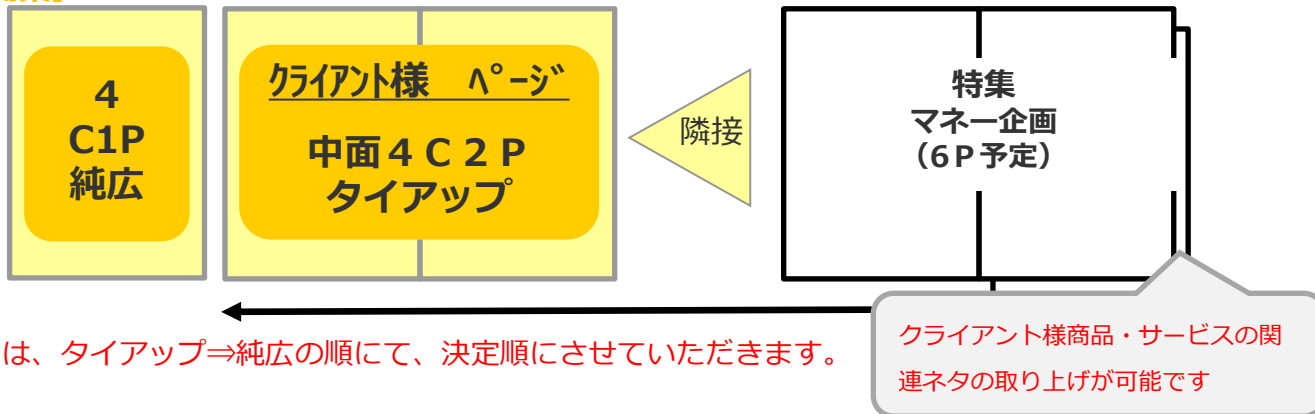 4
C1P
純広
クライアント様　ページ
中面４Ｃ２Ｐ
タイアップ
隣接
特集
マネー企画
（6Ｐ予定）
は、タイアップ⇒純広の順にて、決定順にさせていただきます。
クライアント様商品・サービスの関
連ネタの取り上げが可能です